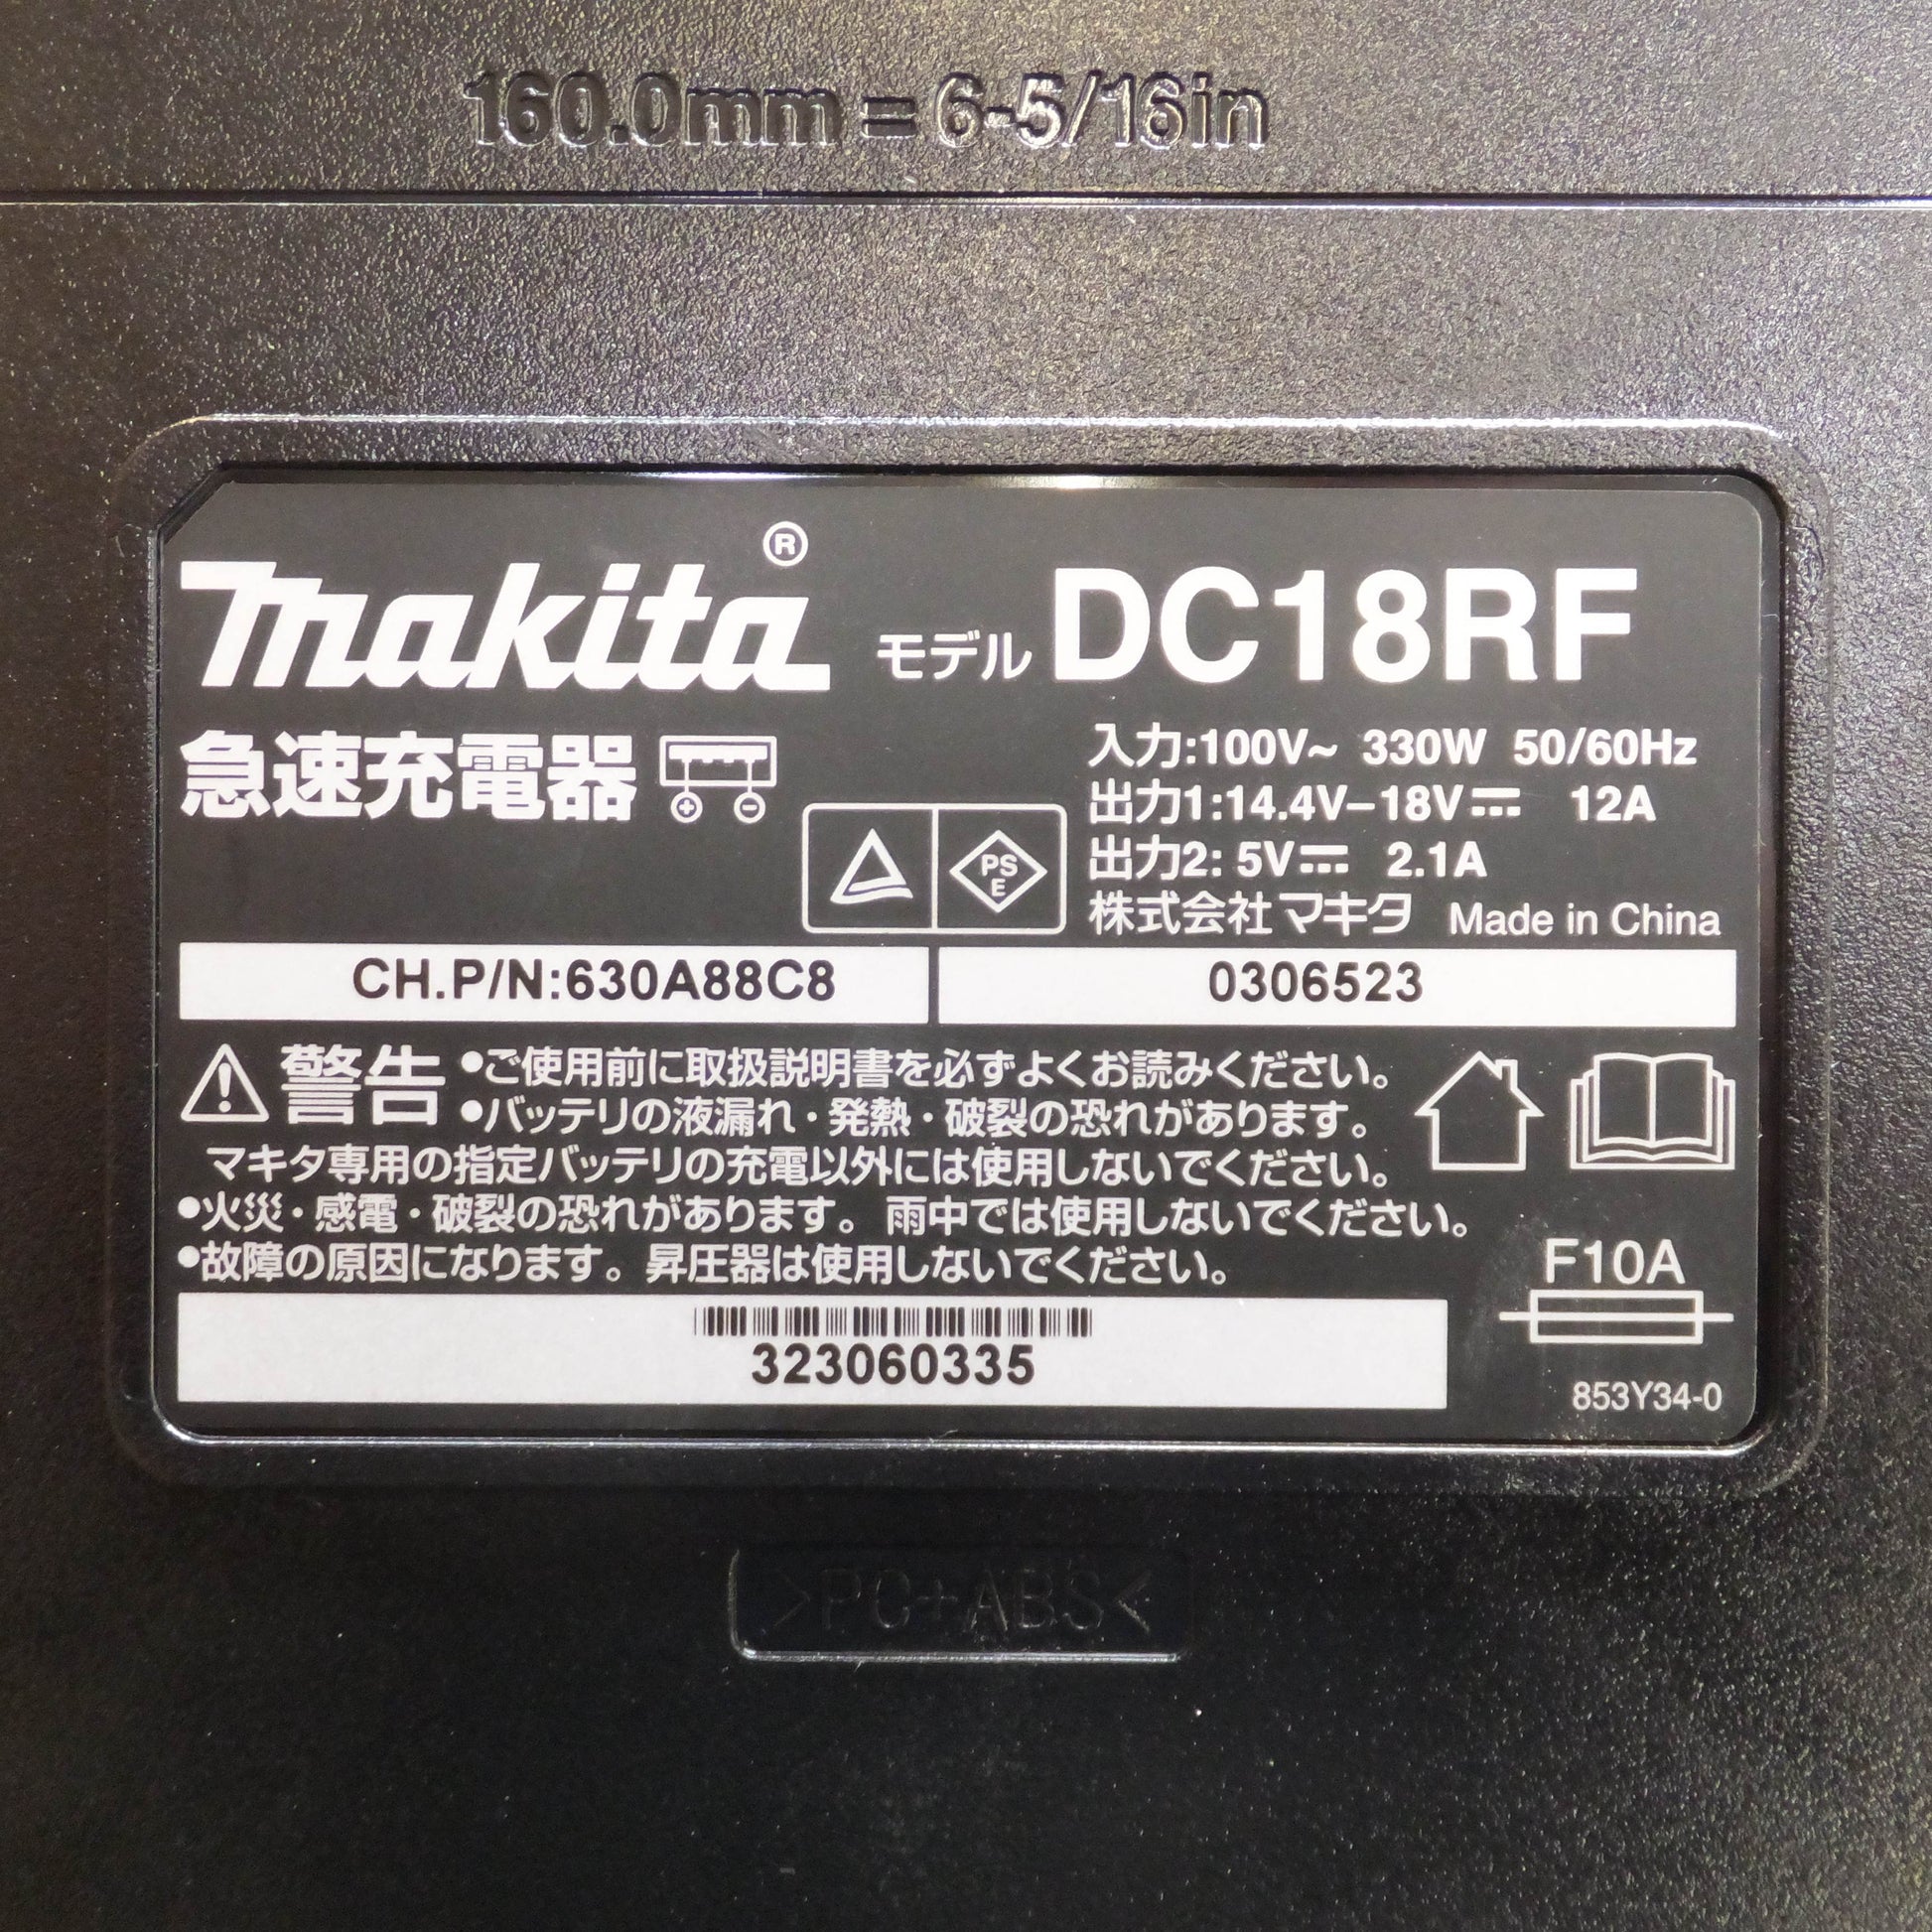 160.0mm = 6-5/16in
makita® モデル DC18RF
急速充電器
入力:100V~ 330W 50/60Hz
出力1:14.4V–18V⎓ 12A
出力2: 5V⎓ 2.1A
PS
E
株式会社マキタ Made in China
CH.P/N:630A88C8
0306523
警告
●ご使用前に取扱説明書を必ずよくお読みください。
●バッテリの液漏れ・発熱・破裂の恐れがあります。
マキタ専用の指定バッテリの充電以外には使用しないでください。
●火災・感電・破裂の恐れがあります。雨中では使用しないでください。
●故障の原因になります。昇圧器は使用しないでください。
F10A
323060335
853Y34-0
>PC+ABS<